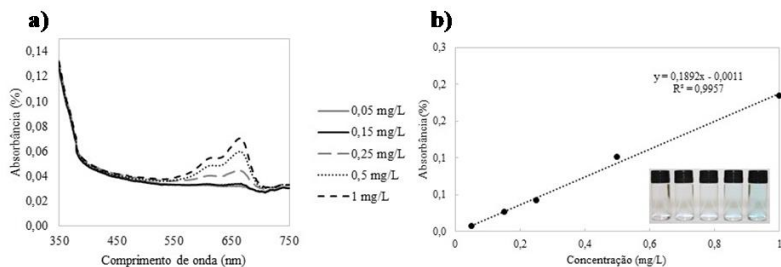 a)
Absorbância (%)
0,14
0,12
0,10
0,08
0,06
0,04
0,02
0,00
350
450
550
650
750
Comprimento de onda (nm)
0,05 mg/L
0,15 mg/L
0,25 mg/L
0,5 mg/L
1 mg/L
b)
Absorbância(%)
0,3
0,2
0,2
0,1
0,1
0,0
0
0,2
0,4
0,6
0,8
1
Concentração (mg/L)
y = 0,1892x - 0,0011
R² = 0,9957